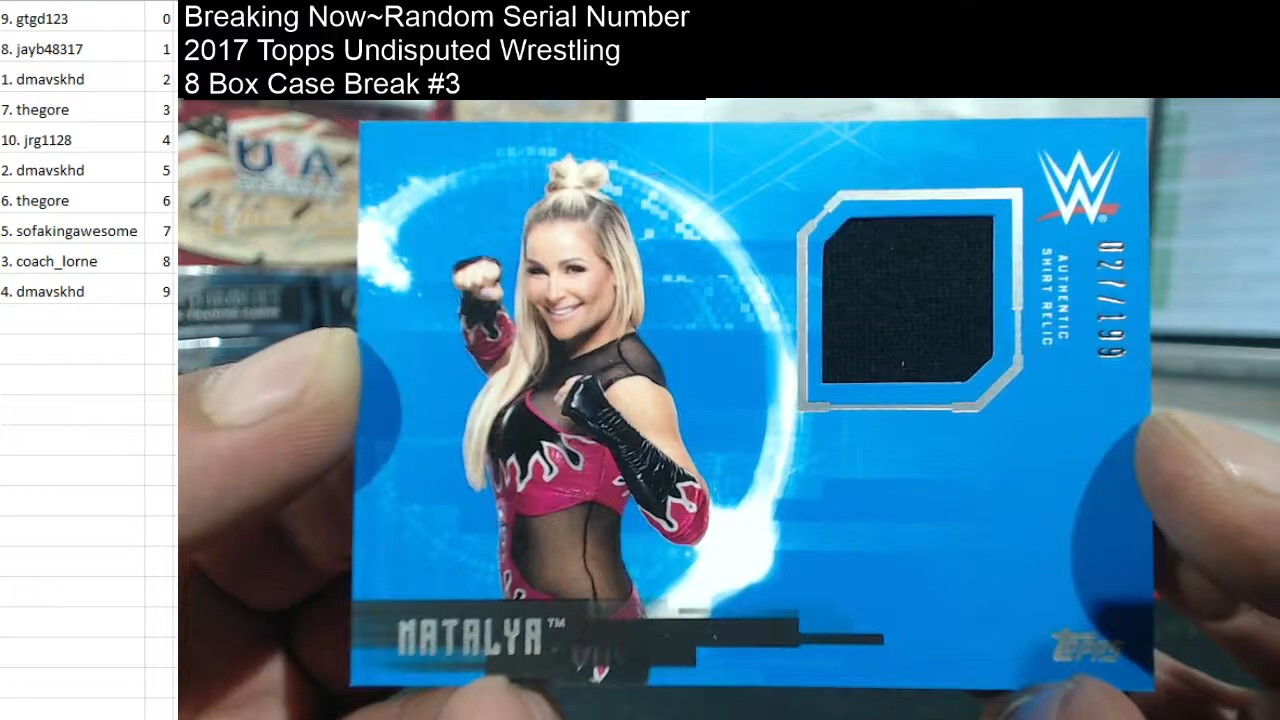 9. gtgd123 0
8. jayb48317 1
1. dmavskhd 2
7. thegore 3
10. jrg1128 4
2. dmavskhd 5
6. thegore 6
5. sofakingawesome 7
3. coach_lorne 8
4. dmavskhd 9
Breaking Now~Random Serial Number
2017 Topps Undisputed Wrestling
8 Box Case Break #3
USA
W
AUTHENTIC
SHIRT RELIC
027/199
NATALYA™
TOPPS